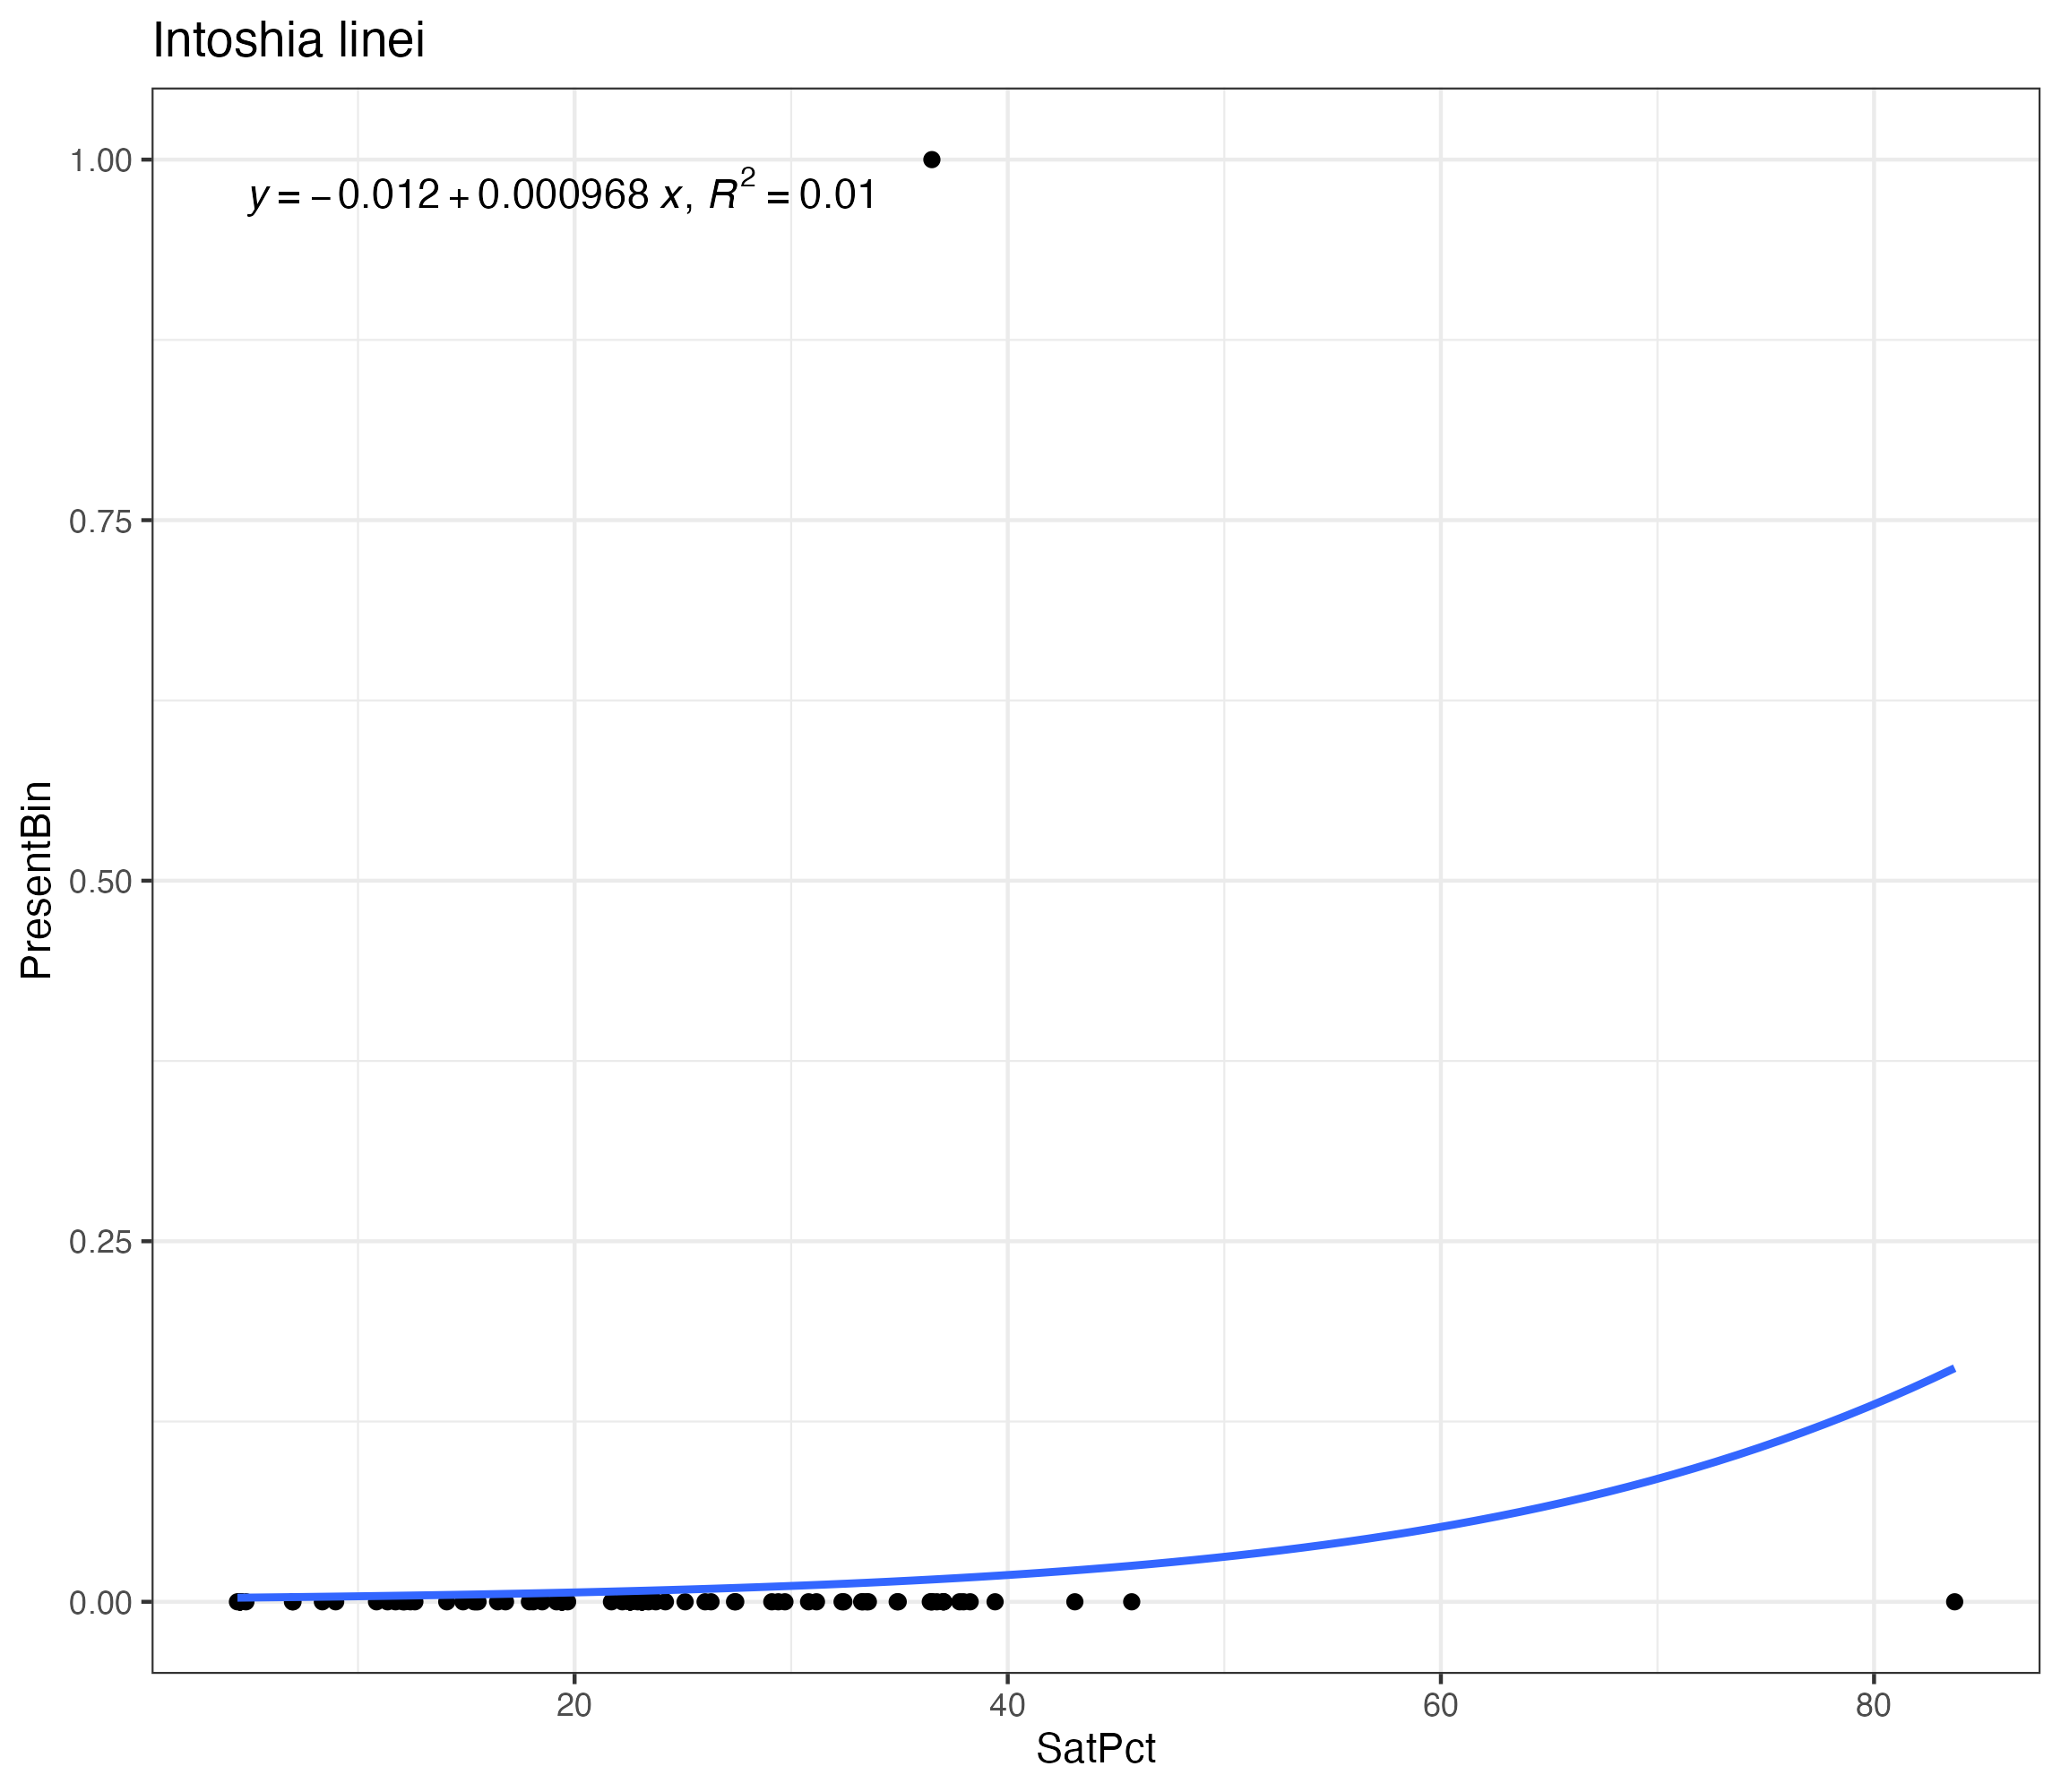 Intoshia linei
1.00
y = −0.012 + 0.000968 x, R² = 0.01
0.75
0.50
0.25
0.00
PresentBin
20 40 60 80
SatPct